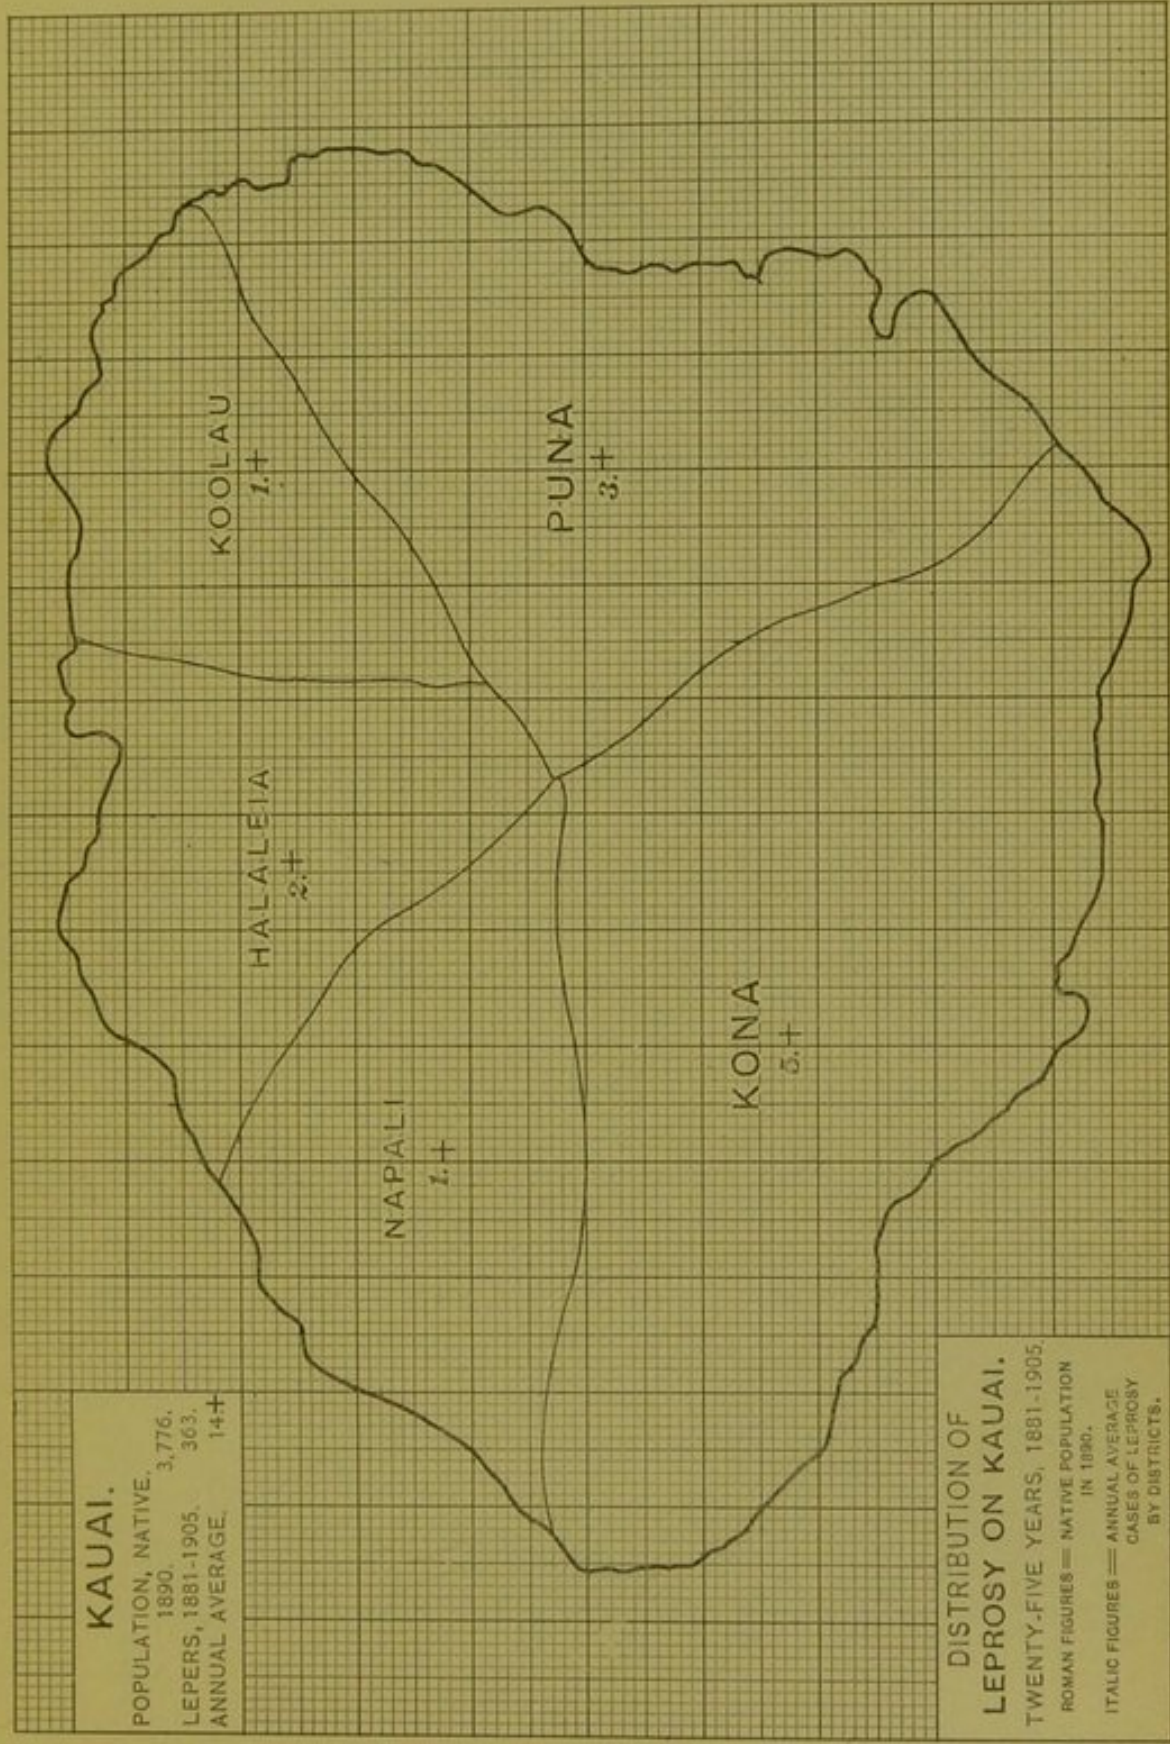 KAUAI.
POPULATION, NATIVE,
1890. 3,776.
LEPERS, 1881-1905. 363.
ANNUAL AVERAGE, 14+
HALALEIA
2.+
KOOLAU
1.+
NAPALI
1.+
PUNA
3.+
KONA
5.+
DISTRIBUTION OF
LEPROSY ON KAUAI.
TWENTY-FIVE YEARS, 1881-1905
ROMAN FIGURES = NATIVE POPULATION
IN 1890.
ITALIC FIGURES = ANNUAL AVERAGE
CASES OF LEPROSY
BY DISTRICTS.